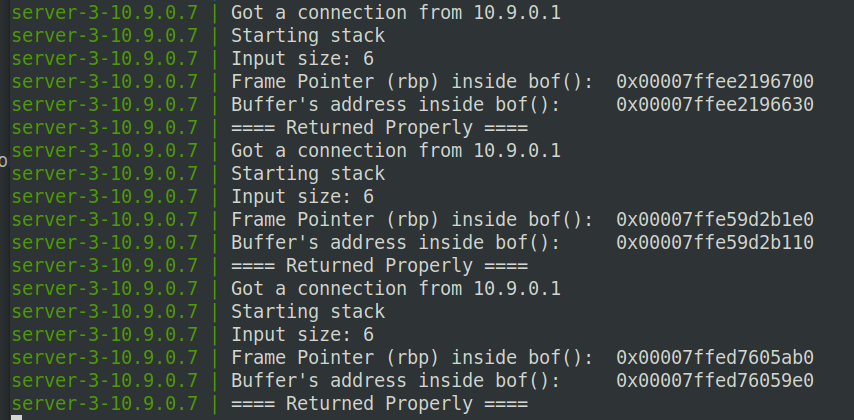 server-3-10.9.0.7 | Got a connection from 10.9.0.1
server-3-10.9.0.7 | Starting stack
server-3-10.9.0.7 | Input size: 6
server-3-10.9.0.7 | Frame Pointer (rbp) inside bof():  0x00007ffee2196700
server-3-10.9.0.7 | Buffer's address inside bof():     0x00007ffee2196630
server-3-10.9.0.7 | ==== Returned Properly ====
server-3-10.9.0.7 | Got a connection from 10.9.0.1
server-3-10.9.0.7 | Starting stack
server-3-10.9.0.7 | Input size: 6
server-3-10.9.0.7 | Frame Pointer (rbp) inside bof():  0x00007ffe59d2b1e0
server-3-10.9.0.7 | Buffer's address inside bof():     0x00007ffe59d2b110
server-3-10.9.0.7 | ==== Returned Properly ====
server-3-10.9.0.7 | Got a connection from 10.9.0.1
server-3-10.9.0.7 | Starting stack
server-3-10.9.0.7 | Input size: 6
server-3-10.9.0.7 | Frame Pointer (rbp) inside bof():  0x00007ffed7605ab0
server-3-10.9.0.7 | Buffer's address inside bof():     0x00007ffed76059e0
server-3-10.9.0.7 | ==== Returned Properly ====